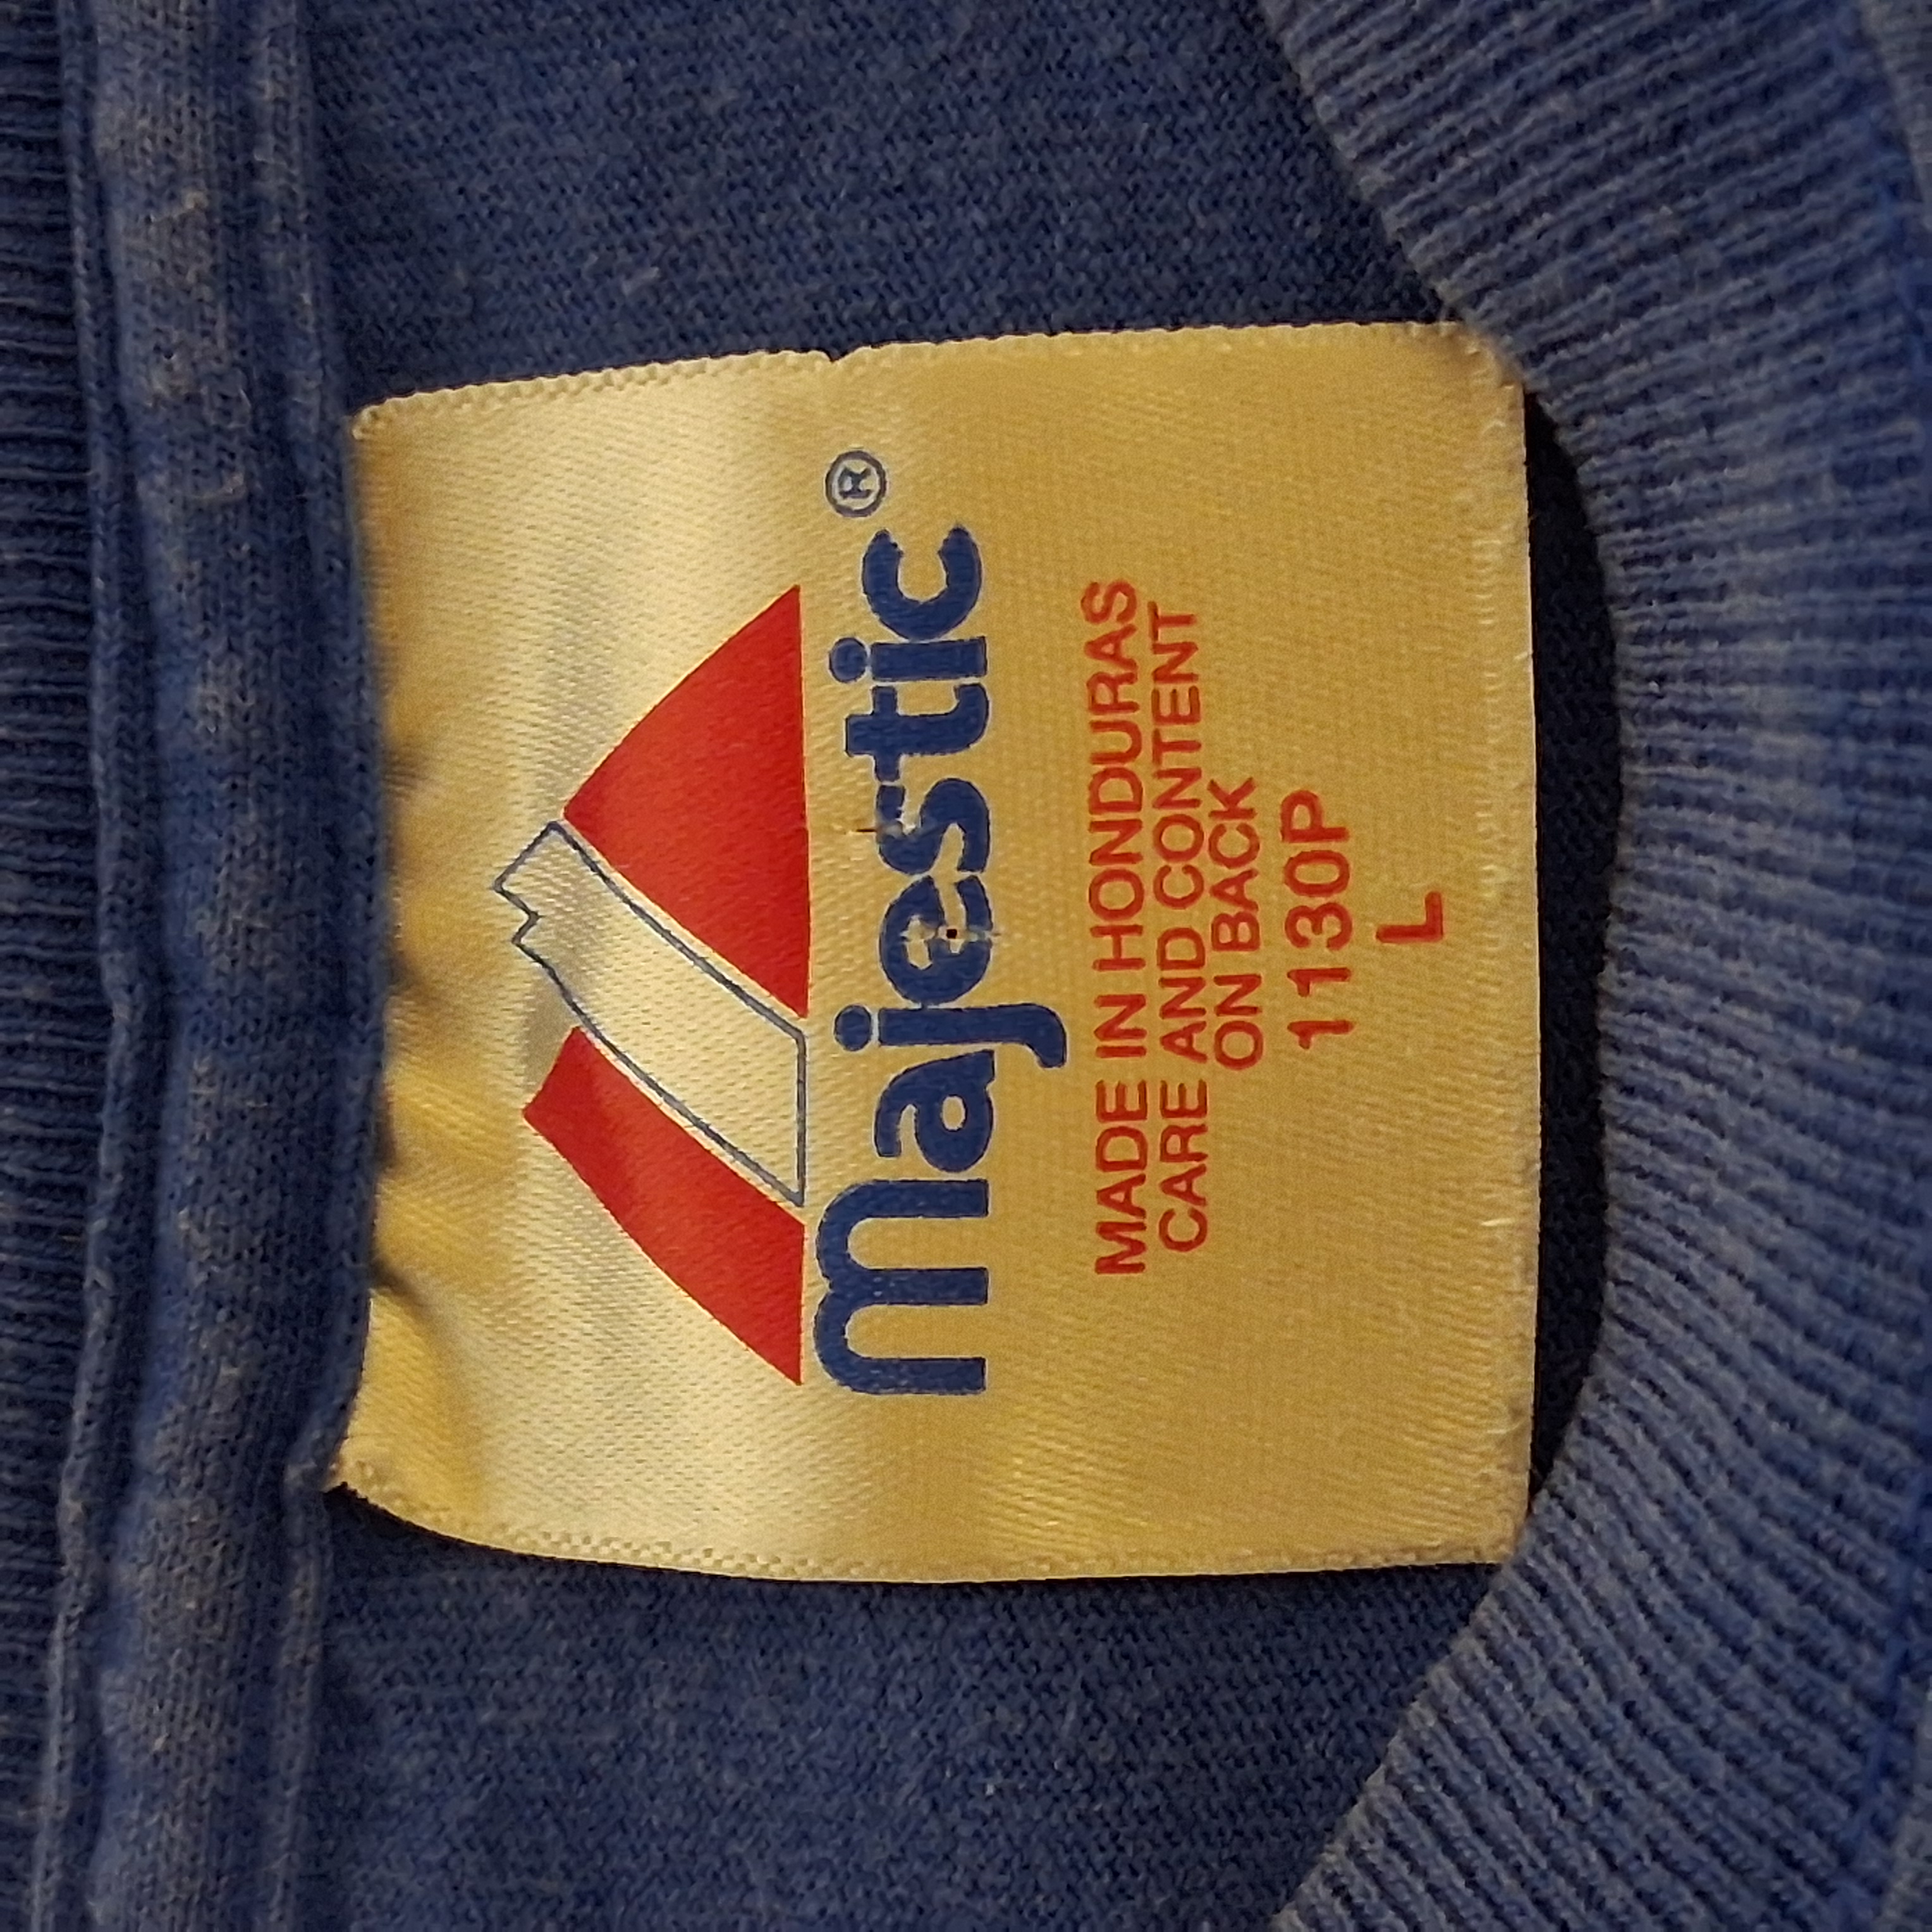 majestic®
MADE IN HONDURAS
CARE AND CONTENT
ON BACK
1130P
L